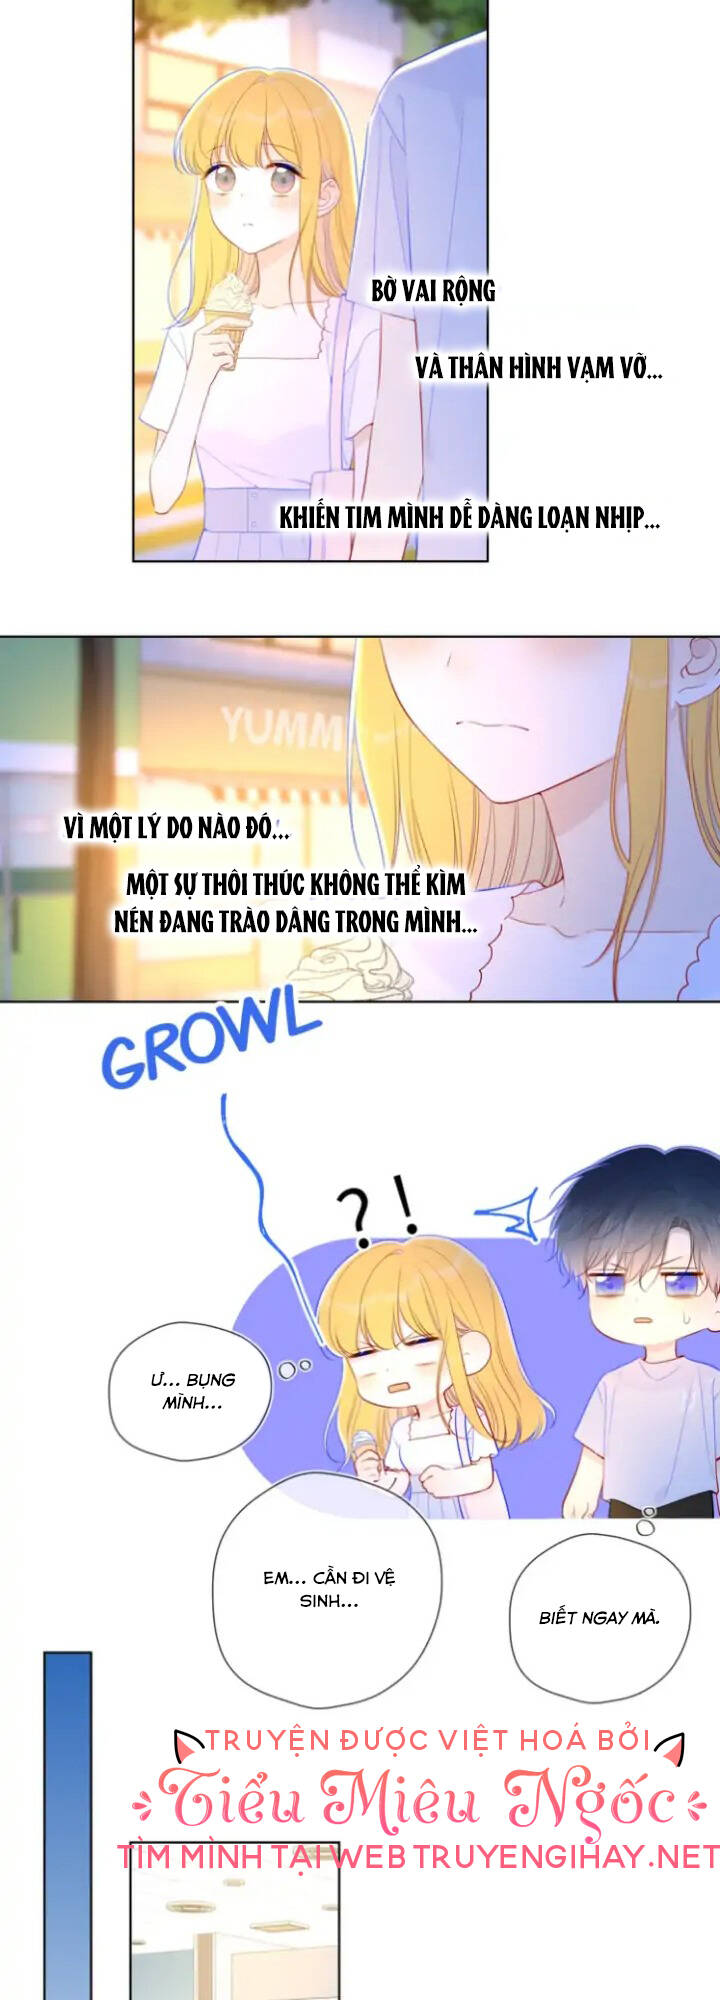 BỜ VAI RỘNG
VÀ THÂN HÌNH VẠM VỠ...
KHIẾN TIM MÌNH DỄ DÀNG LOẠN NHỊP...
YUMM
VÌ MỘT LÝ DO NÀO ĐÓ...
MỘT SỰ THÔI THÚC KHÔNG THỂ KÌM
NÉN ĐANG TRÀO DÂNG TRONG MÌNH...
GROWL
?!
Ư... BỤNG
MÌNH...
EM... CẦN ĐI VỆ
SINH...
BIẾT NGAY MÀ.
TRUYỆN ĐƯỢC VIỆT HOÁ BỞI
TIỂU MIÊU NGỐC
TÌM MÌNH TẠI WEB TRUYENGIHAY.NET